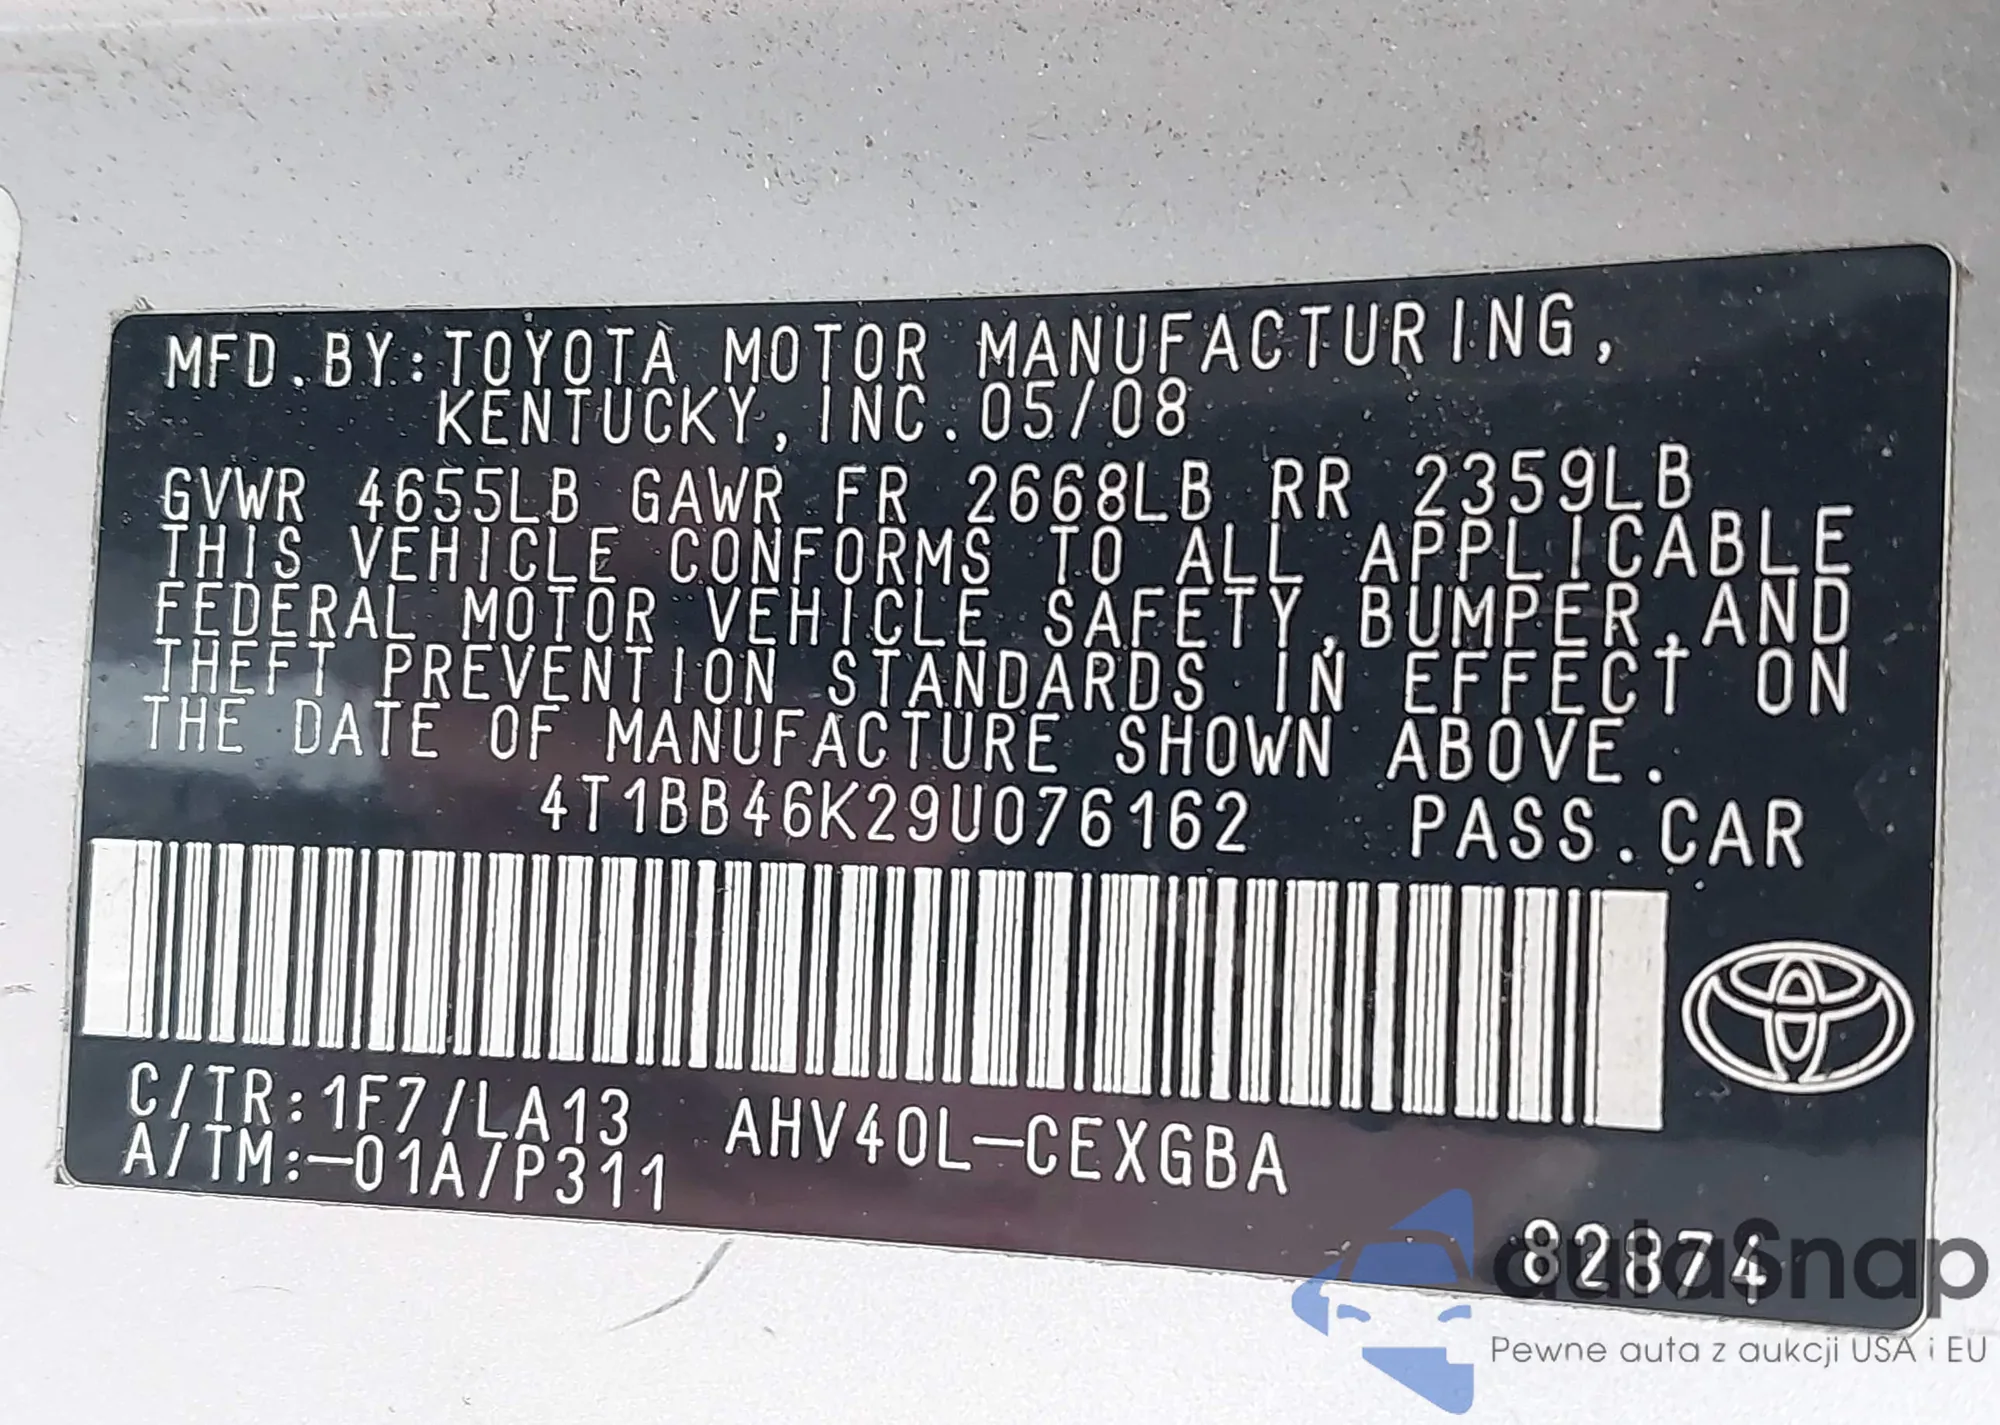 MFD.BY:TOYOTA MOTOR MANUFACTURING,
KENTUCKY, INC.05/08
GVWR 4655LB GAWR FR 2668LB RR 2359LB
THIS VEHICLE CONFORMS TO ALL APPLICABLE
FEDERAL MOTOR VEHICLE SAFETY,BUMPER,AND
THEFT PREVENTION STANDARDS IN EFFECT ON
THE DATE OF MANUFACTURE SHOWN ABOVE.
4T1BB46K29U076162 PASS.CAR
C/TR:1F7/LA13 AHV40L-CEXGBA
A/TM:-01A/P311
82874
autaSnap
Pewne auta z aukcji USA i EU